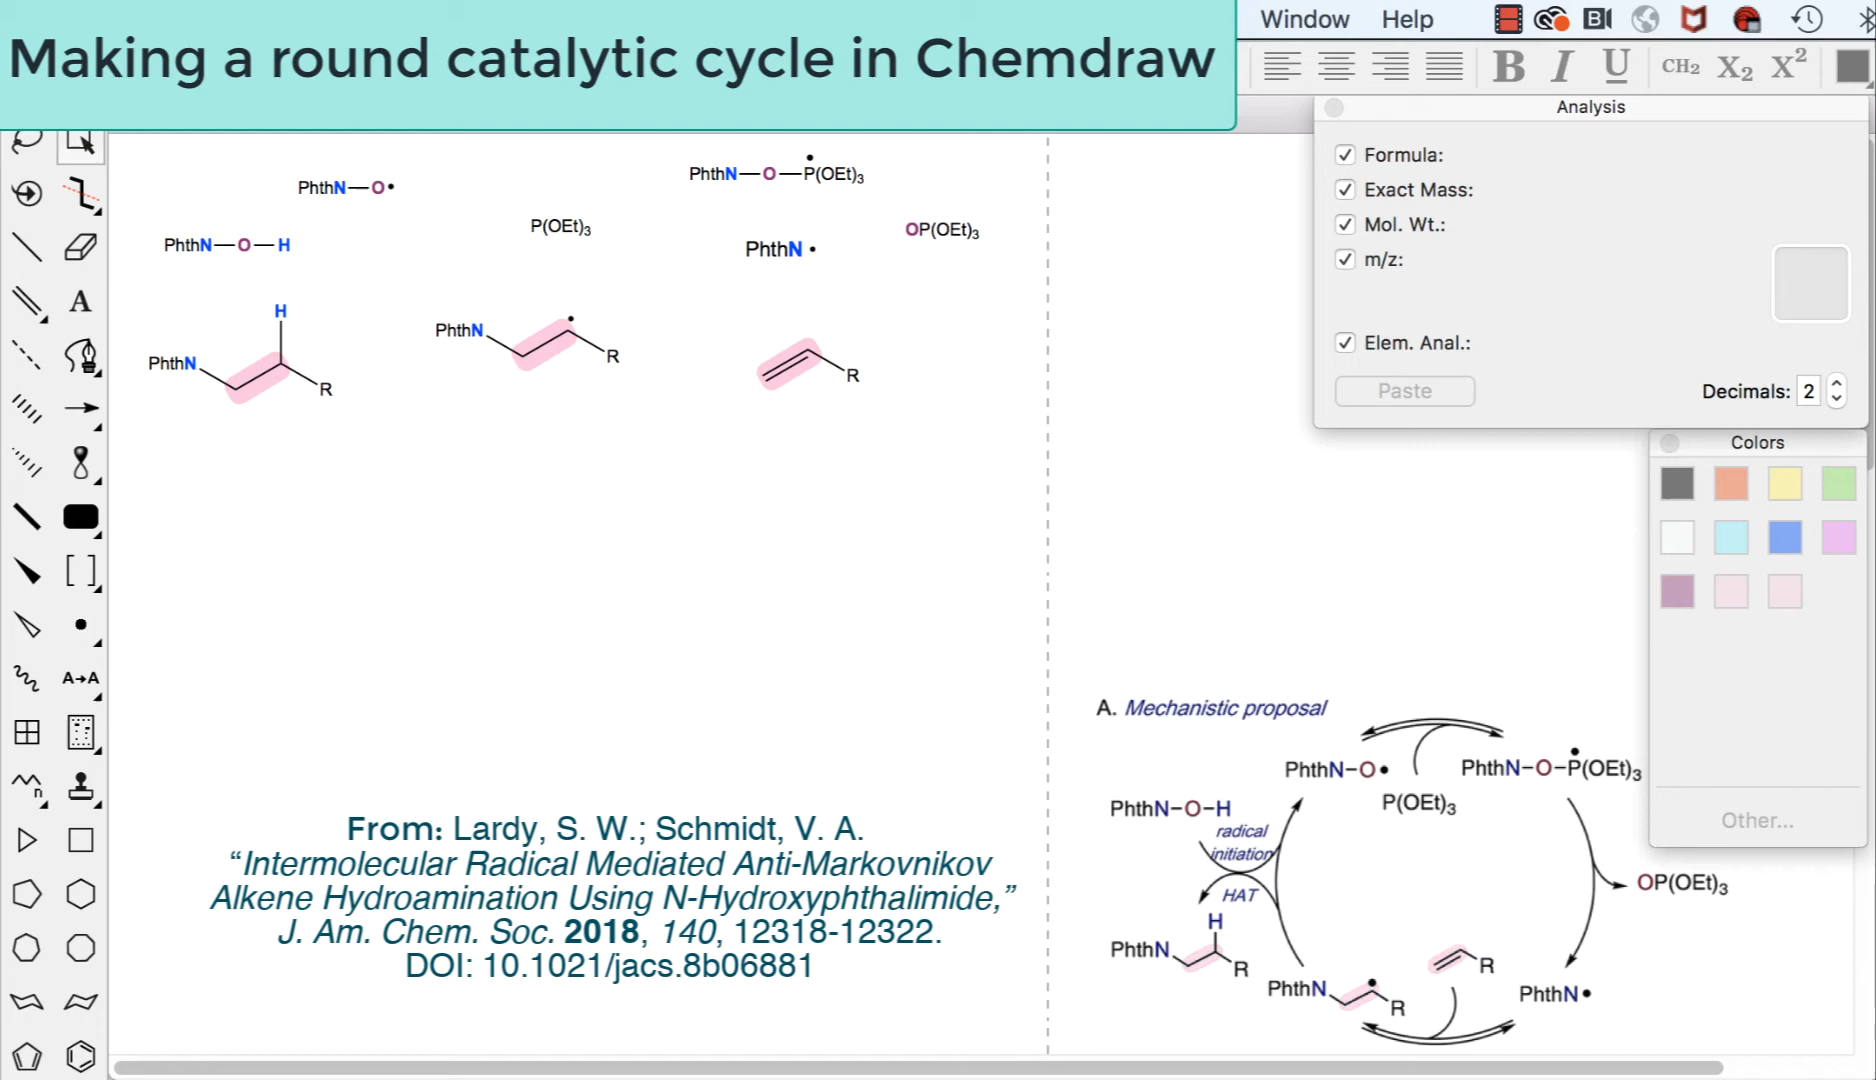 Making a round catalytic cycle in Chemdraw
Window Help
B I U CH₂ X₂ X²
Analysis
Formula:
Exact Mass:
Mol. Wt.:
m/z:
Elem. Anal.:
Paste
Decimals: 2
Colors
Other...
A
[ ]
A→A
n
PhthN—O•
PhthN—O—P(OEt)₃
PhthN—O—H
P(OEt)₃
PhthN •
OP(OEt)₃
H
PhthN
R
PhthN
R
R
From: Lardy, S. W.; Schmidt, V. A.
“Intermolecular Radical Mediated Anti-Markovnikov
Alkene Hydroamination Using N-Hydroxyphthalimide,”
J. Am. Chem. Soc. 2018, 140, 12318-12322.
DOI: 10.1021/jacs.8b06881
A. Mechanistic proposal
PhthN–O•
PhthN–O–P(OEt)₃
P(OEt)₃
PhthN–O–H
radical
initiation
HAT
OP(OEt)₃
H
PhthN
R
R
PhthN
R
PhthN•